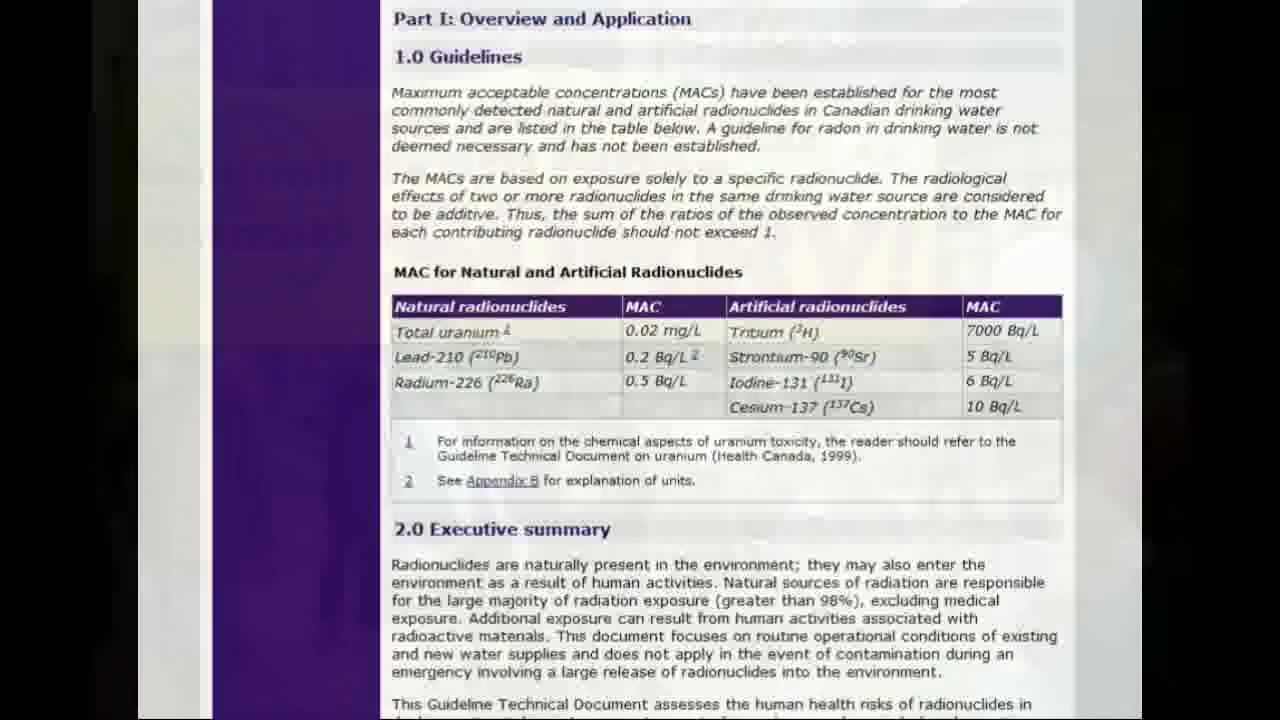 Part I: Overview and Application
1.0 Guidelines
Maximum acceptable concentrations (MACs) have been established for the most
commonly detected natural and artificial radionuclides in Canadian drinking water
sources and are listed in the table below. A guideline for radon in drinking water is not
deemed necessary and has not been established.
The MACs are based on exposure solely to a specific radionuclide. The radiological
effects of two or more radionuclides in the same drinking water source are considered
to be additive. Thus, the sum of the ratios of the observed concentration to the MAC for
each contributing radionuclide should not exceed 1.
MAC for Natural and Artificial Radionuclides
Natural radionuclides MAC Artificial radionuclides MAC
Total uranium 1 0.02 mg/L Tritium (³H) 7000 Bq/L
Lead-210 (²¹⁰Pb) 0.2 Bq/L 2 Strontium-90 (⁹⁰Sr) 5 Bq/L
Radium-226 (²²⁶Ra) 0.5 Bq/L Iodine-131 (¹³¹I) 6 Bq/L
Cesium-137 (¹³⁷Cs) 10 Bq/L
1 For information on the chemical aspects of uranium toxicity, the reader should refer to the
Guideline Technical Document on uranium (Health Canada, 1999).
2 See Appendix B for explanation of units.
2.0 Executive summary
Radionuclides are naturally present in the environment; they may also enter the
environment as a result of human activities. Natural sources of radiation are responsible
for the large majority of radiation exposure (greater than 98%), excluding medical
exposure. Additional exposure can result from human activities associated with
radioactive materials. This document focuses on routine operational conditions of existing
and new water supplies and does not apply in the event of contamination during an
emergency involving a large release of radionuclides into the environment.
This Guideline Technical Document assesses the human health risks of radionuclides in